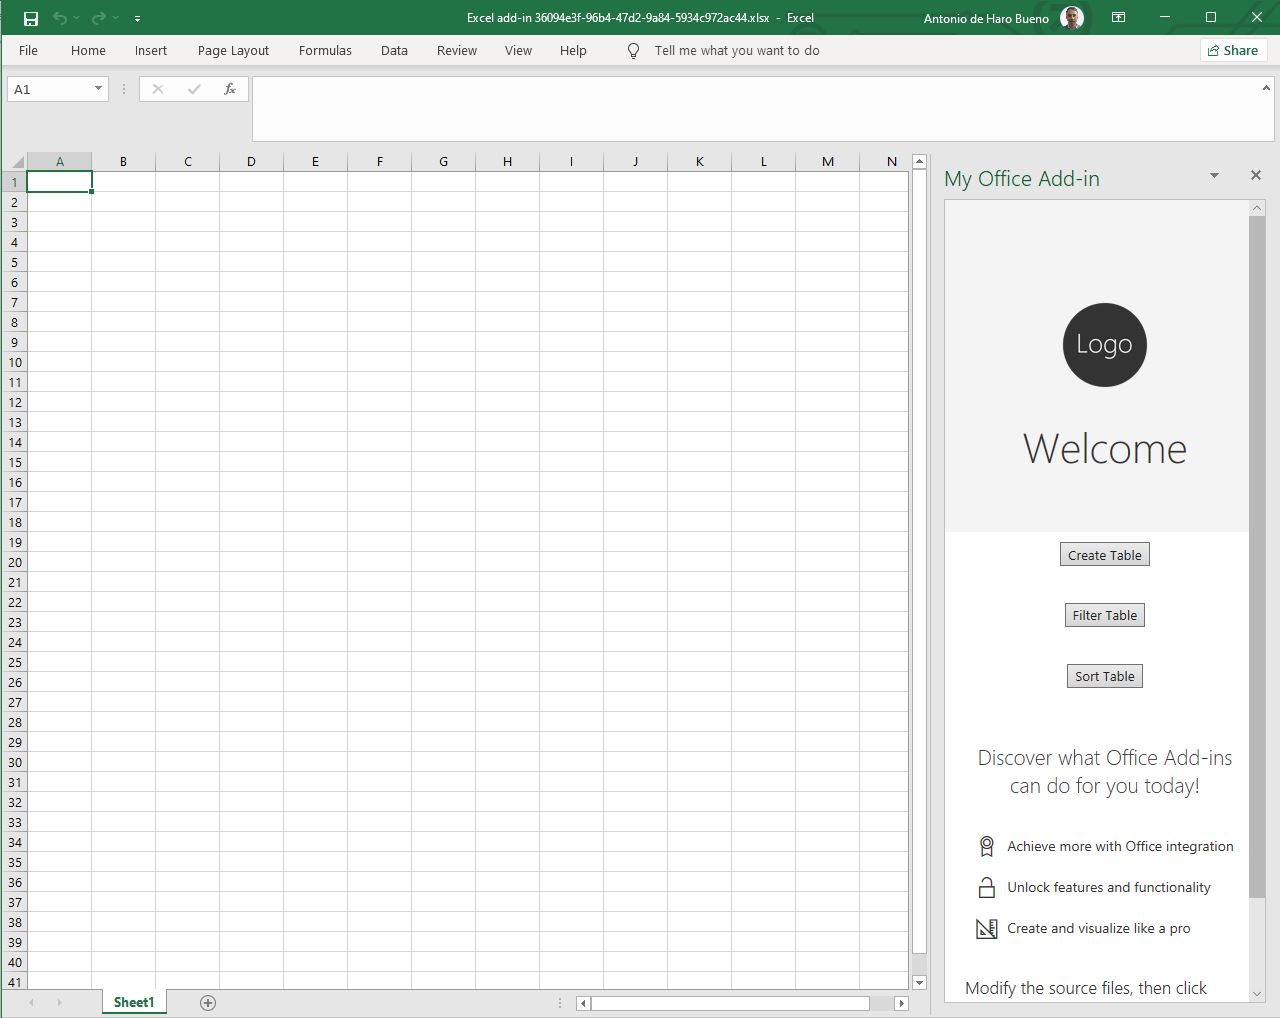 Excel add-in 36094e3f-96b4-47d2-9a84-5934c972ac44.xlsx - Excel
Antonio de Haro Bueno
File Home Insert Page Layout Formulas Data Review View Help Tell me what you want to do Share
A1 fx
A B C D E F G H I J K L M N
1
2
3
4
5
6
7
8
9
10
11
12
13
14
15
16
17
18
19
20
21
22
23
24
25
26
27
28
29
30
31
32
33
34
35
36
37
38
39
40
41
Sheet1
My Office Add-in
Logo
Welcome
Create Table
Filter Table
Sort Table
Discover what Office Add-ins
can do for you today!
Achieve more with Office integration
Unlock features and functionality
Create and visualize like a pro
Modify the source files, then click